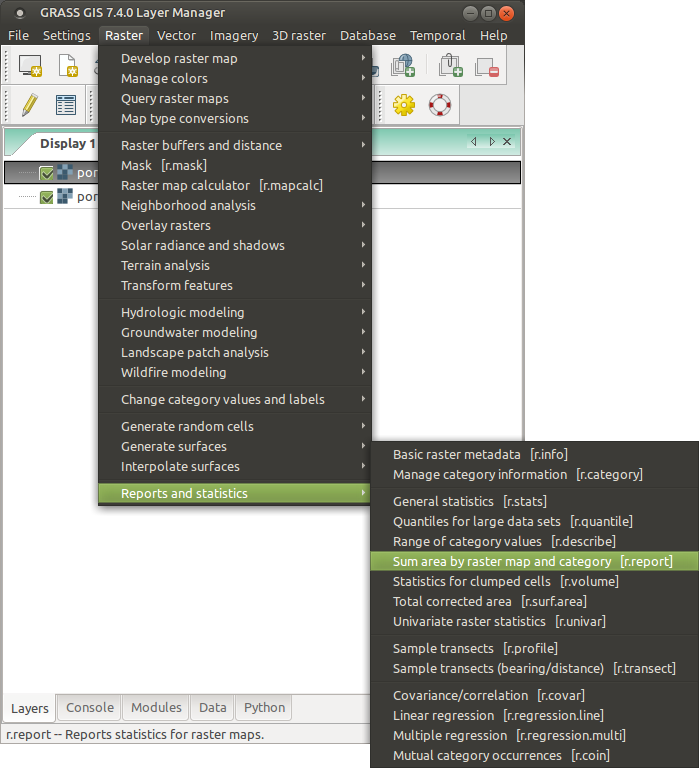 GRASS GIS 7.4.0 Layer Manager
File Settings Raster Vector Imagery 3D raster Database Temporal Help
Develop raster map
Manage colors
Query raster maps
Map type conversions
Display 1
Raster buffers and distance
Mask [r.mask]
por
Raster map calculator [r.mapcalc]
por
Neighborhood analysis
Overlay rasters
Solar radiance and shadows
Terrain analysis
Transform features
Hydrologic modeling
Groundwater modeling
Landscape patch analysis
Wildfire modeling
Change category values and labels
Generate random cells
Generate surfaces
Interpolate surfaces
Reports and statistics
Basic raster metadata [r.info]
Manage category information [r.category]
General statistics [r.stats]
Quantiles for large data sets [r.quantile]
Range of category values [r.describe]
Sum area by raster map and category [r.report]
Statistics for clumped cells [r.volume]
Total corrected area [r.surf.area]
Univariate raster statistics [r.univar]
Sample transects [r.profile]
Sample transects (bearing/distance) [r.transect]
Covariance/correlation [r.covar]
Linear regression [r.regression.line]
Multiple regression [r.regression.multi]
Mutual category occurrences [r.coin]
Layers Console Modules Data Python
r.report -- Reports statistics for raster maps.